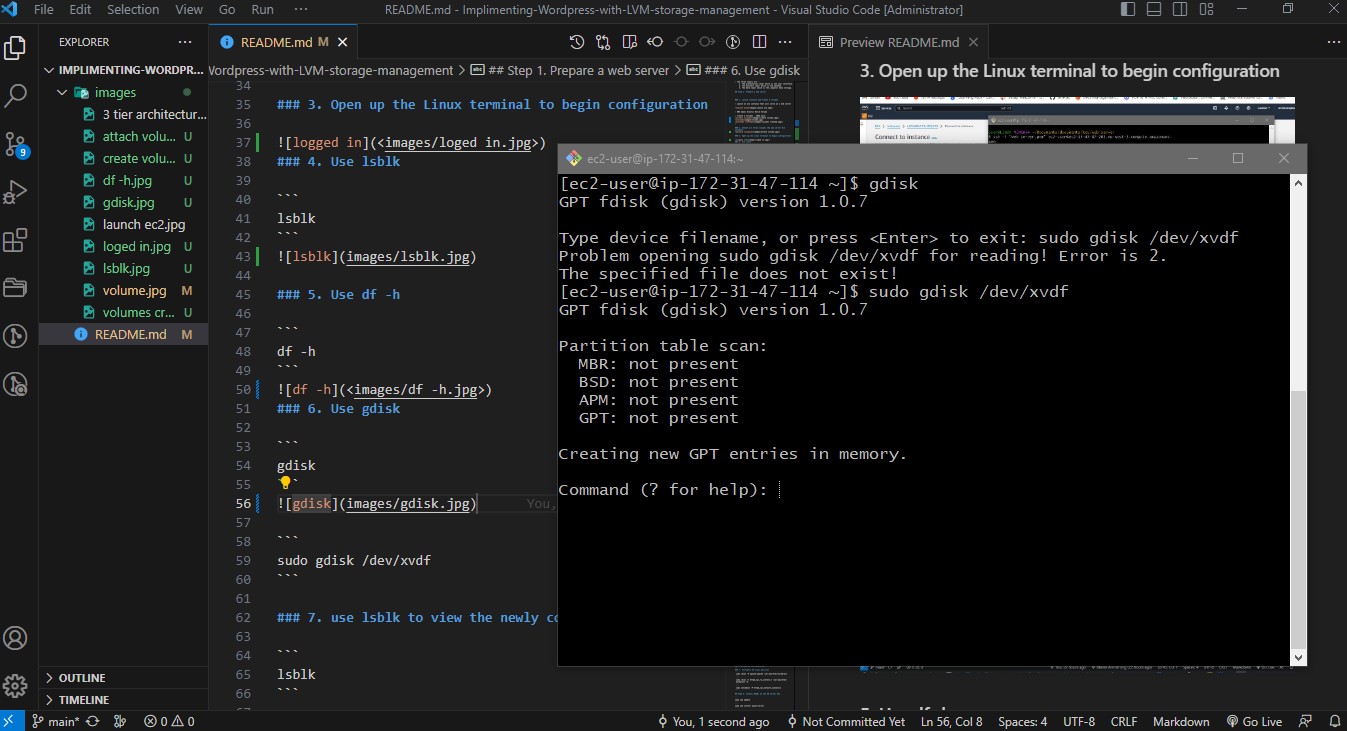 File Edit Selection View Go Run ··· README.md - Implimenting-Wordpress-with-LVM-storage-management - Visual Studio Code [Administrator]
EXPLORER ···
README.md M
Preview README.md
IMPLIMENTING-WORDPR...
Wordpress-with-LVM-storage-management > ## Step 1. Prepare a web server > ### 6. Use gdisk
images
3 tier architectur...
attach volu... U
create volu... U
df -h.jpg U
gdisk.jpg U
launch ec2.jpg
loged in.jpg U
lsblk.jpg U
volume.jpg M
volumes cr... U
README.md M
OUTLINE
TIMELINE
9
34
35 ### 3. Open up the Linux terminal to begin configuration
36
37 ![logged in](<images/loged in.jpg>)
38 ### 4. Use lsblk
39
40 ```
41 lsblk
42 ```
43 ![lsblk](images/lsblk.jpg)
44
45 ### 5. Use df -h
46
47 ```
48 df -h
49 ```
50 ![df -h](<images/df -h.jpg>)
51 ### 6. Use gdisk
52
53 ```
54 gdisk
55
56 ![gdisk](images/gdisk.jpg) You,
57
58 ```
59 sudo gdisk /dev/xvdf
60 ```
61
62 ### 7. use lsblk to view the newly co
63
64 ```
65 lsblk
66 ```
3. Open up the Linux terminal to begin configuration
Connect to instance
ec2-user@ip-172-31-47-114:~
[ec2-user@ip-172-31-47-114 ~]$ gdisk
GPT fdisk (gdisk) version 1.0.7
Type device filename, or press <Enter> to exit: sudo gdisk /dev/xvdf
Problem opening sudo gdisk /dev/xvdf for reading! Error is 2.
The specified file does not exist!
[ec2-user@ip-172-31-47-114 ~]$ sudo gdisk /dev/xvdf
GPT fdisk (gdisk) version 1.0.7
Partition table scan:
MBR: not present
BSD: not present
APM: not present
GPT: not present
Creating new GPT entries in memory.
Command (? for help):
main* 0 0 You, 1 second ago Not Committed Yet Ln 56, Col 8 Spaces: 4 UTF-8 CRLF Markdown Go Live